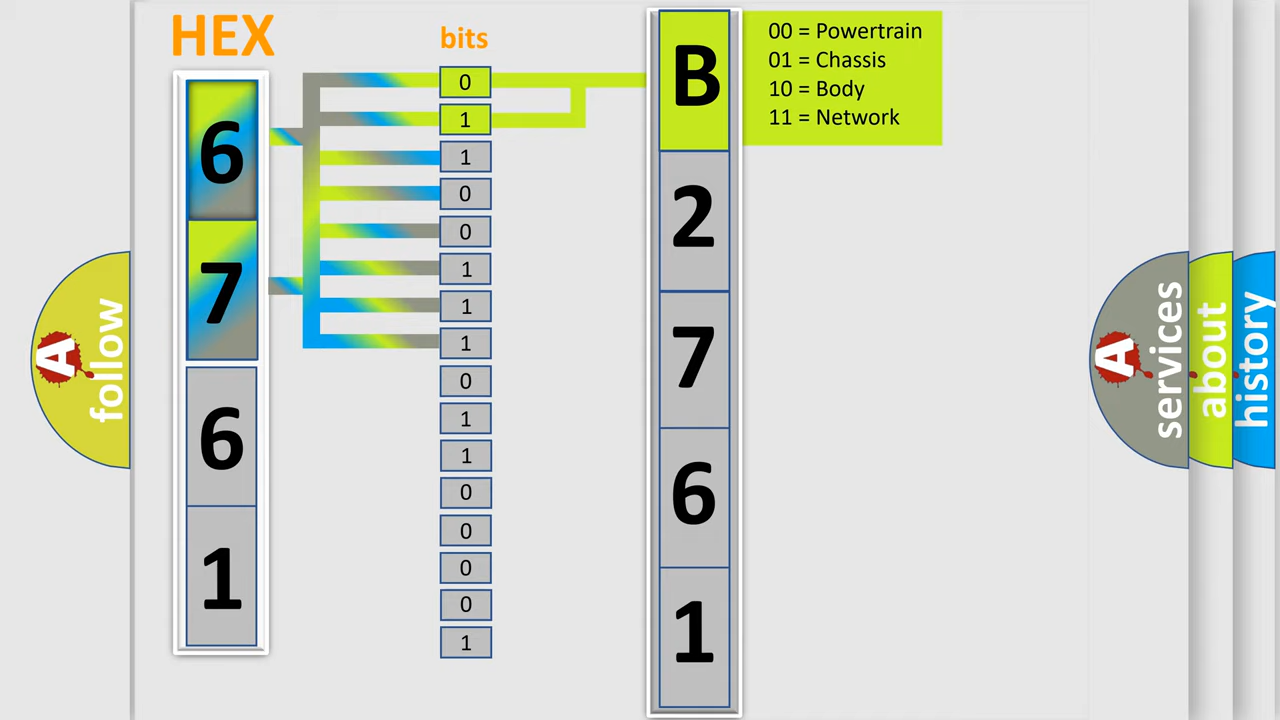 HEX
bits
6
7
6
1
0
1
1
0
0
1
1
1
0
1
1
0
0
0
0
1
B
2
7
6
1
00 = Powertrain
01 = Chassis
10 = Body
11 = Network
A
follow
A
services
about
history